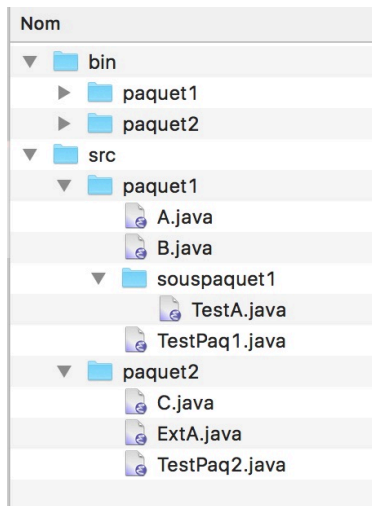 Nom
bin
paquet1
paquet2
src
paquet1
A.java
B.java
souspaquet1
TestA.java
TestPaq1.java
paquet2
C.java
ExtA.java
TestPaq2.java